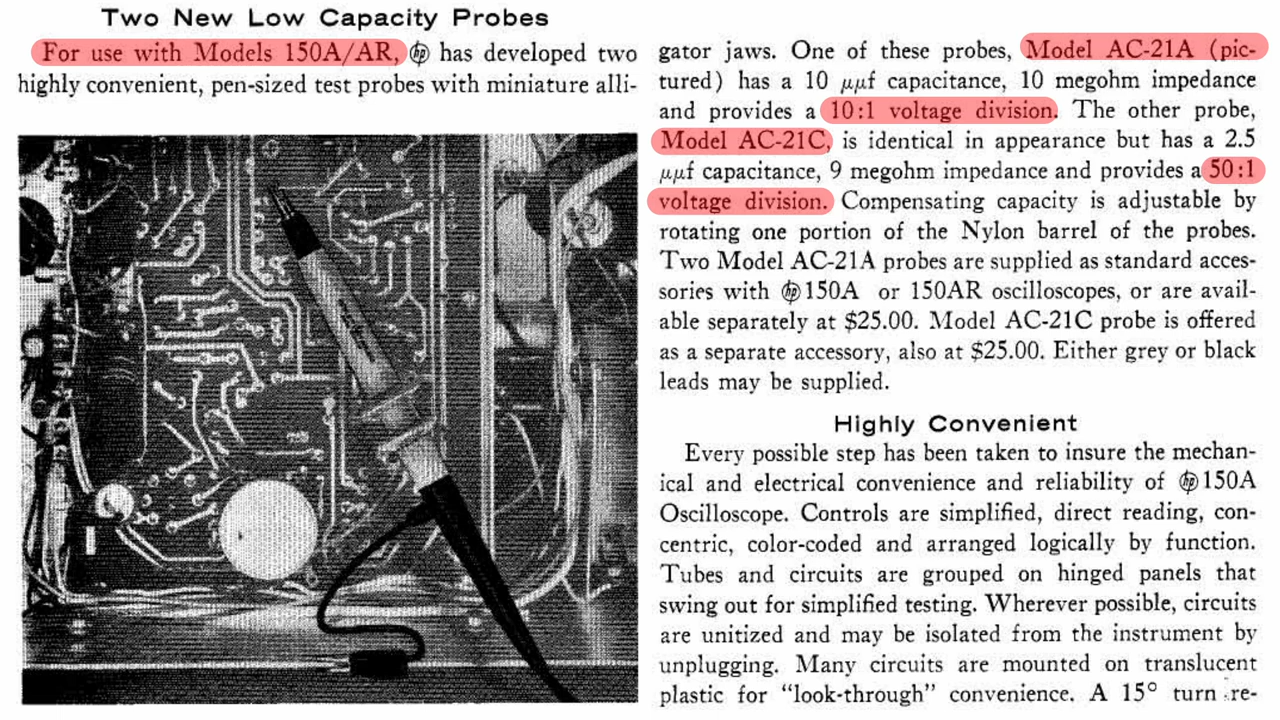 Two New Low Capacity Probes
For use with Models 150A/AR, hp has developed two
highly convenient, pen-sized test probes with miniature alli-
gator jaws. One of these probes, Model AC-21A (pic-
tured) has a 10 μμf capacitance, 10 megohm impedance
and provides a 10:1 voltage division. The other probe,
Model AC-21C, is identical in appearance but has a 2.5
μμf capacitance, 9 megohm impedance and provides a 50:1
voltage division. Compensating capacity is adjustable by
rotating one portion of the Nylon barrel of the probes.
Two Model AC-21A probes are supplied as standard acces-
sories with hp 150A or 150AR oscilloscopes, or are avail-
able separately at $25.00. Model AC-21C probe is offered
as a separate accessory, also at $25.00. Either grey or black
leads may be supplied.
Highly Convenient
Every possible step has been taken to insure the mechan-
ical and electrical convenience and reliability of hp 150A
Oscilloscope. Controls are simplified, direct reading, con-
centric, color-coded and arranged logically by function.
Tubes and circuits are grouped on hinged panels that
swing out for simplified testing. Wherever possible, circuits
are unitized and may be isolated from the instrument by
unplugging. Many circuits are mounted on translucent
plastic for "look-through" convenience. A 15° turn re-